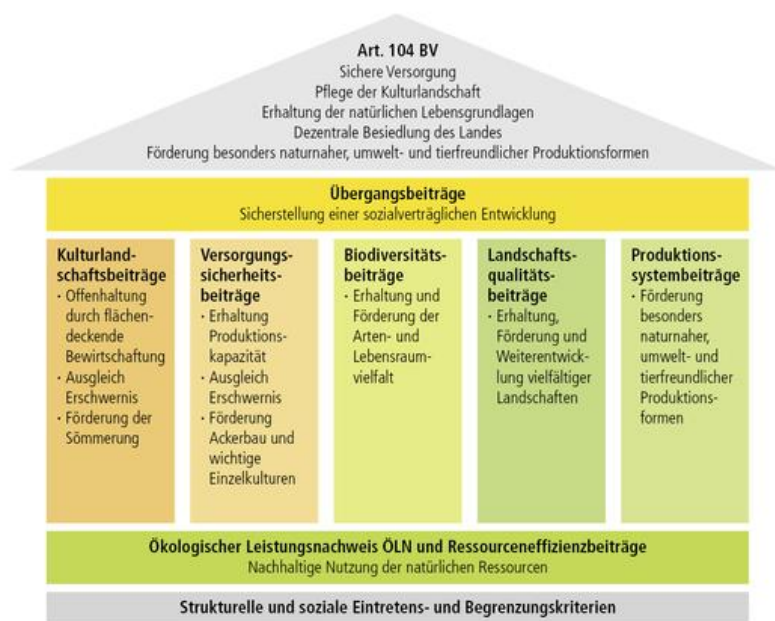 Art. 104 BV
Sichere Versorgung
Pflege der Kulturlandschaft
Erhaltung der natürlichen Lebensgrundlagen
Dezentrale Besiedlung des Landes
Förderung besonders naturnaher, umwelt- und tierfreundlicher Produktionsformen
Übergangsbeiträge
Sicherstellung einer sozialverträglichen Entwicklung
Kulturland-
schaftsbeiträge
· Offenhaltung
durch flächen-
deckende
Bewirtschaftung
· Ausgleich
Erschwernis
· Förderung der
Sömmerung
Versorgungs-
sicherheits-
beiträge
· Erhaltung
Produktions-
kapazität
· Ausgleich
Erschwernis
· Förderung
Ackerbau und
wichtige
Einzelkulturen
Biodiversitäts-
beiträge
· Erhaltung und
Förderung der
Arten- und
Lebensraum-
vielfalt
Landschafts-
qualitäts-
beiträge
· Erhaltung,
Förderung und
Weiterentwick-
lung vielfältiger
Landschaften
Produktions-
systembeiträge
· Förderung
besonders
naturnaher,
umwelt- und
tierfreundlicher
Produktions-
formen
Ökologischer Leistungsnachweis ÖLN und Ressourceneffizienzbeiträge
Nachhaltige Nutzung der natürlichen Ressourcen
Strukturelle und soziale Eintretens- und Begrenzungskriterien